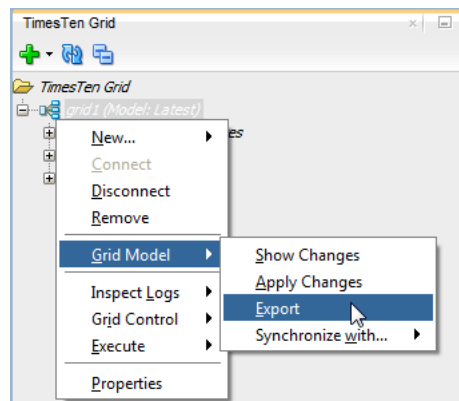 TimesTen Grid
TimesTen Grid
grid1 (Model: Latest)
es
New...
Connect
Disconnect
Remove
Grid Model
Show Changes
Apply Changes
Export
Synchronize with...
Inspect Logs
Grid Control
Execute
Properties